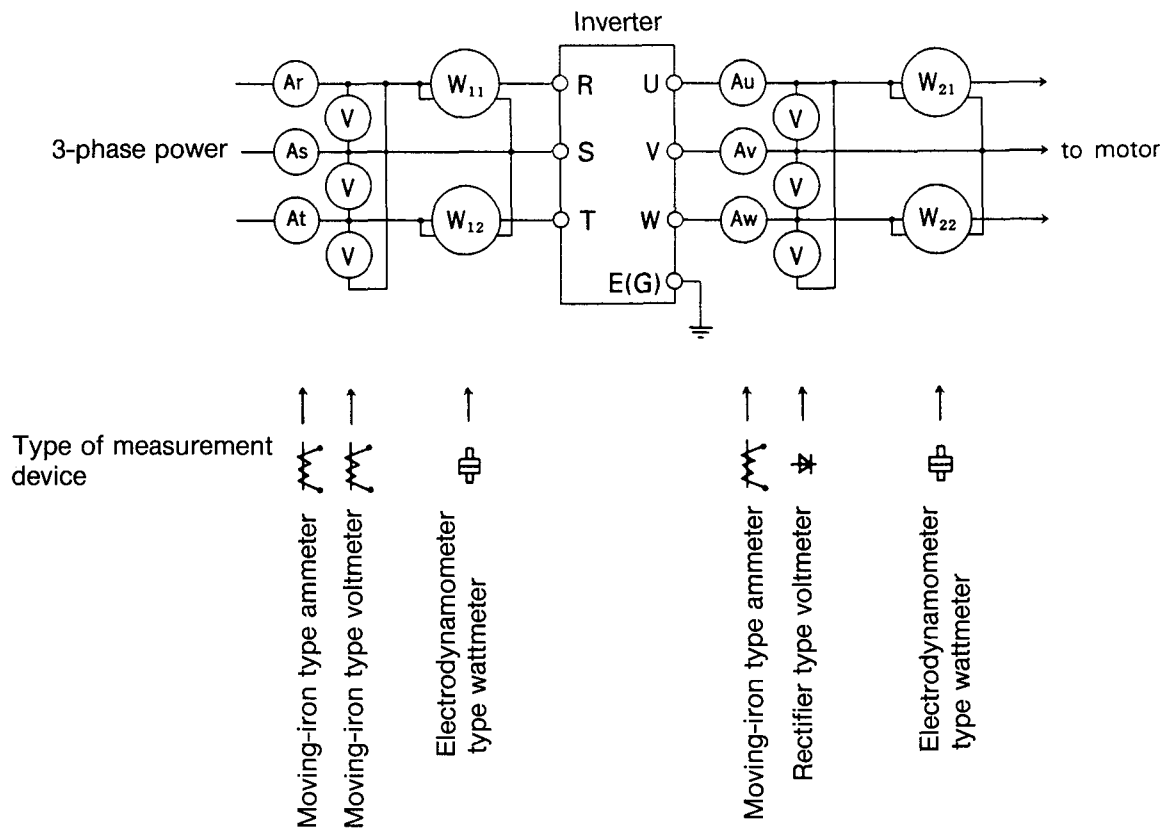 Inverter
Ar
W₁₁
R
U
Au
W₂₁
V
V
3-phase power
As
S
V
Av
to motor
V
V
At
W₁₂
T
W
Aw
W₂₂
V
V
E(G)
Type of measurement
device
Moving-iron type ammeter
Moving-iron type voltmeter
Electrodynamometer
type wattmeter
Moving-iron type ammeter
Rectifier type voltmeter
Electrodynamometer
type wattmeter